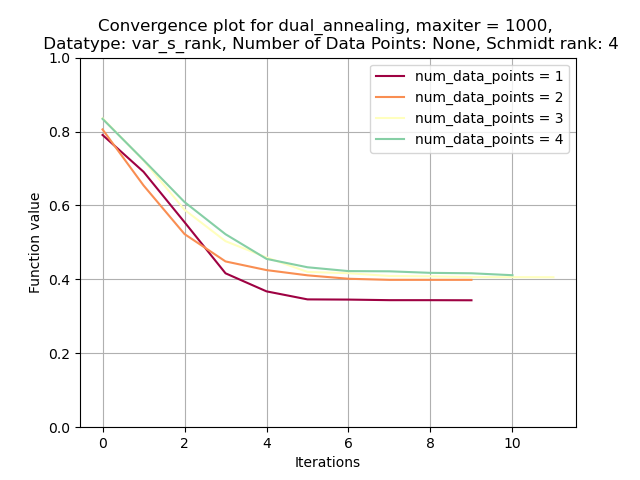 Convergence plot for dual_annealing, maxiter = 1000,
Datatype: var_s_rank, Number of Data Points: None, Schmidt rank: 4
num_data_points = 1
num_data_points = 2
num_data_points = 3
num_data_points = 4
Function value
1.0
0.8
0.6
0.4
0.2
0.0
0 2 4 6 8 10
Iterations